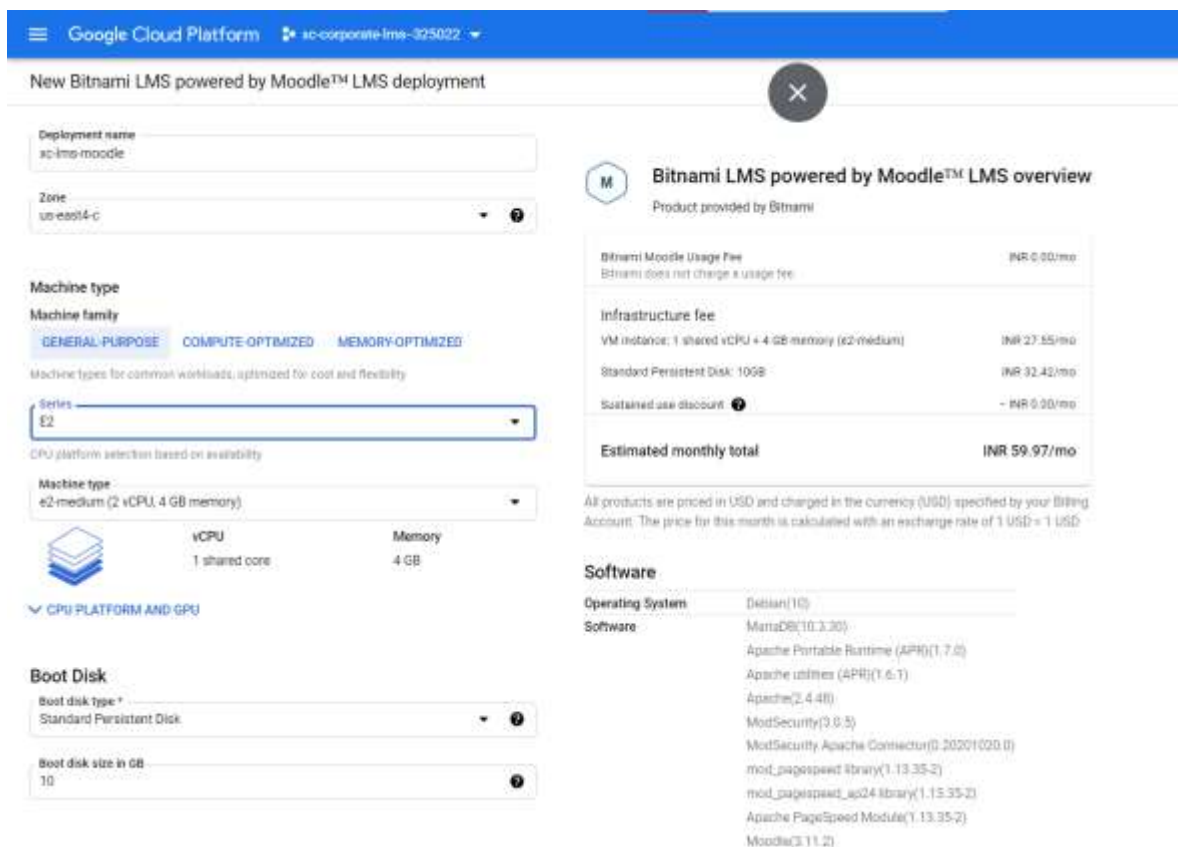 Google Cloud Platform
xc-corporate-lms-325022
New Bitnami LMS powered by Moodle™ LMS deployment
Deployment name
xc-lms-moodle
Zone
us-east4-c
Machine type
Machine family
GENERAL-PURPOSE COMPUTE-OPTIMIZED MEMORY-OPTIMIZED
Machine types for common workloads, optimized for cost and flexibility
Series
E2
CPU platform selection based on availability
Machine type
e2-medium (2 vCPU, 4 GB memory)
vCPU Memory
1 shared core 4 GB
CPU PLATFORM AND GPU
Boot Disk
Boot disk type *
Standard Persistent Disk
Boot disk size in GB
10
M
Bitnami LMS powered by Moodle™ LMS overview
Product provided by Bitnami
Bitnami Moodle Usage Fee INR 0.00/mo
Bitnami does not charge a usage fee
Infrastructure fee
VM instance: 1 shared vCPU + 4 GB memory (e2-medium) INR 27.55/mo
Standard Persistent Disk: 10GB INR 32.42/mo
Sustained use discount - INR 0.00/mo
Estimated monthly total INR 59.97/mo
All products are priced in USD and charged in the currency (USD) specified by your Billing
Account. The price for this month is calculated with an exchange rate of 1 USD = 1 USD
Software
Operating System Debian(10)
Software MariaDB(10.3.30)
Apache Portable Runtime (APR)(1.7.0)
Apache utilities (APR)(1.6.1)
Apache(2.4.48)
ModSecurity(3.0.5)
ModSecurity Apache Connector(0.20201020.0)
mod_pagespeed library(1.13.35-2)
mod_pagespeed_ap24 library(1.13.35-2)
Apache PageSpeed Module(1.13.35-2)
Moodle(3.11.2)